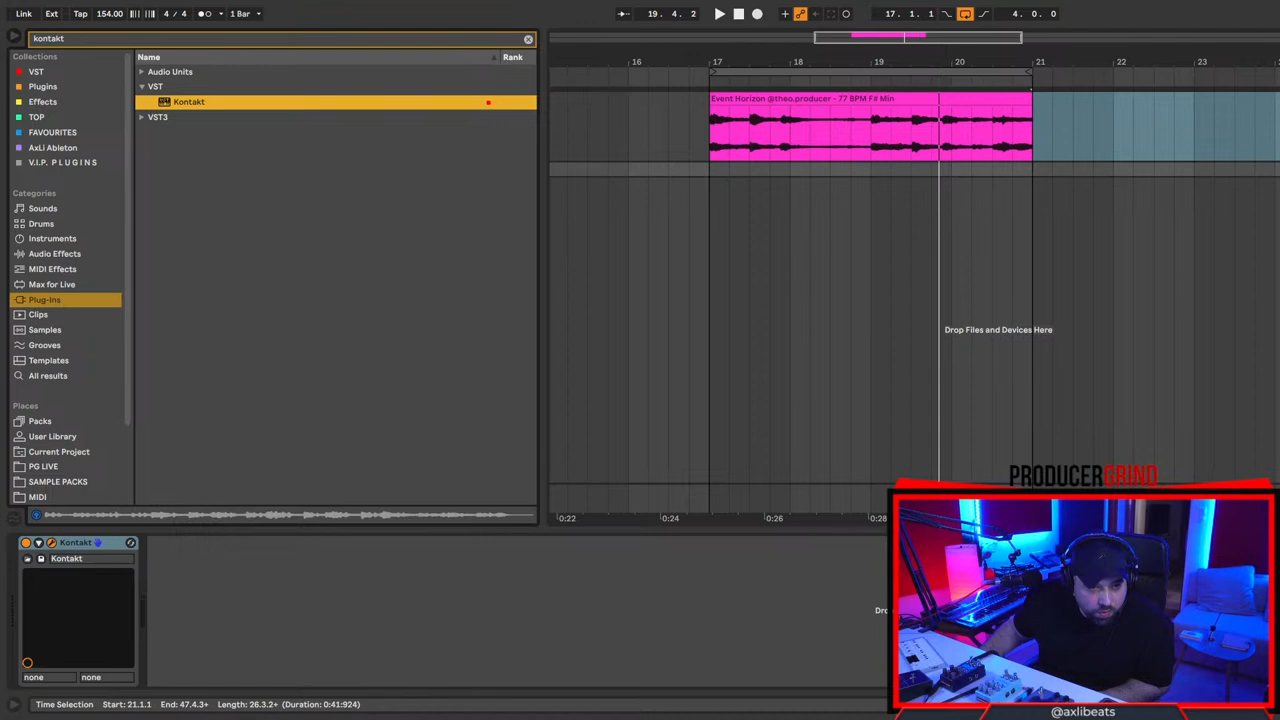 Link Ext Tap 154.00 4 / 4 1 Bar 19. 4. 2 17. 1. 1 4. 0. 0
kontakt
Collections
VST
Plugins
Effects
TOP
FAVOURITES
AxLi Ableton
V.I.P. PLUGINS
Categories
Sounds
Drums
Instruments
Audio Effects
MIDI Effects
Max for Live
Plug-Ins
Clips
Samples
Grooves
Templates
All results
Places
Packs
User Library
Current Project
PG LIVE
SAMPLE PACKS
MIDI
Name Rank
Audio Units
VST
Kontakt
VST3
16 17 18 19 20 21 22 23
Event Horizon @theo.producer - 77 BPM F# Min
Drop Files and Devices Here
0:22 0:24 0:26 0:28
PRODUCERGRIND
Kontakt
Kontakt
none none
Time Selection Start: 21.1.1 End: 47.4.3+ Length: 26.3.2+ (Duration: 0:41:924)
@axlibeats